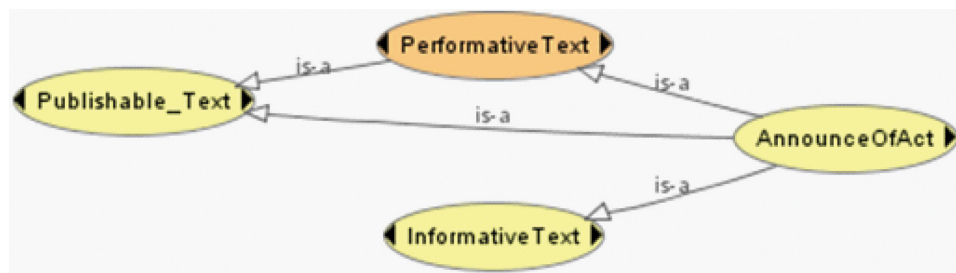 PerformativeText
is-a
is-a
Publishable_Text
is-a
AnnounceOfAct
is-a
InformativeText